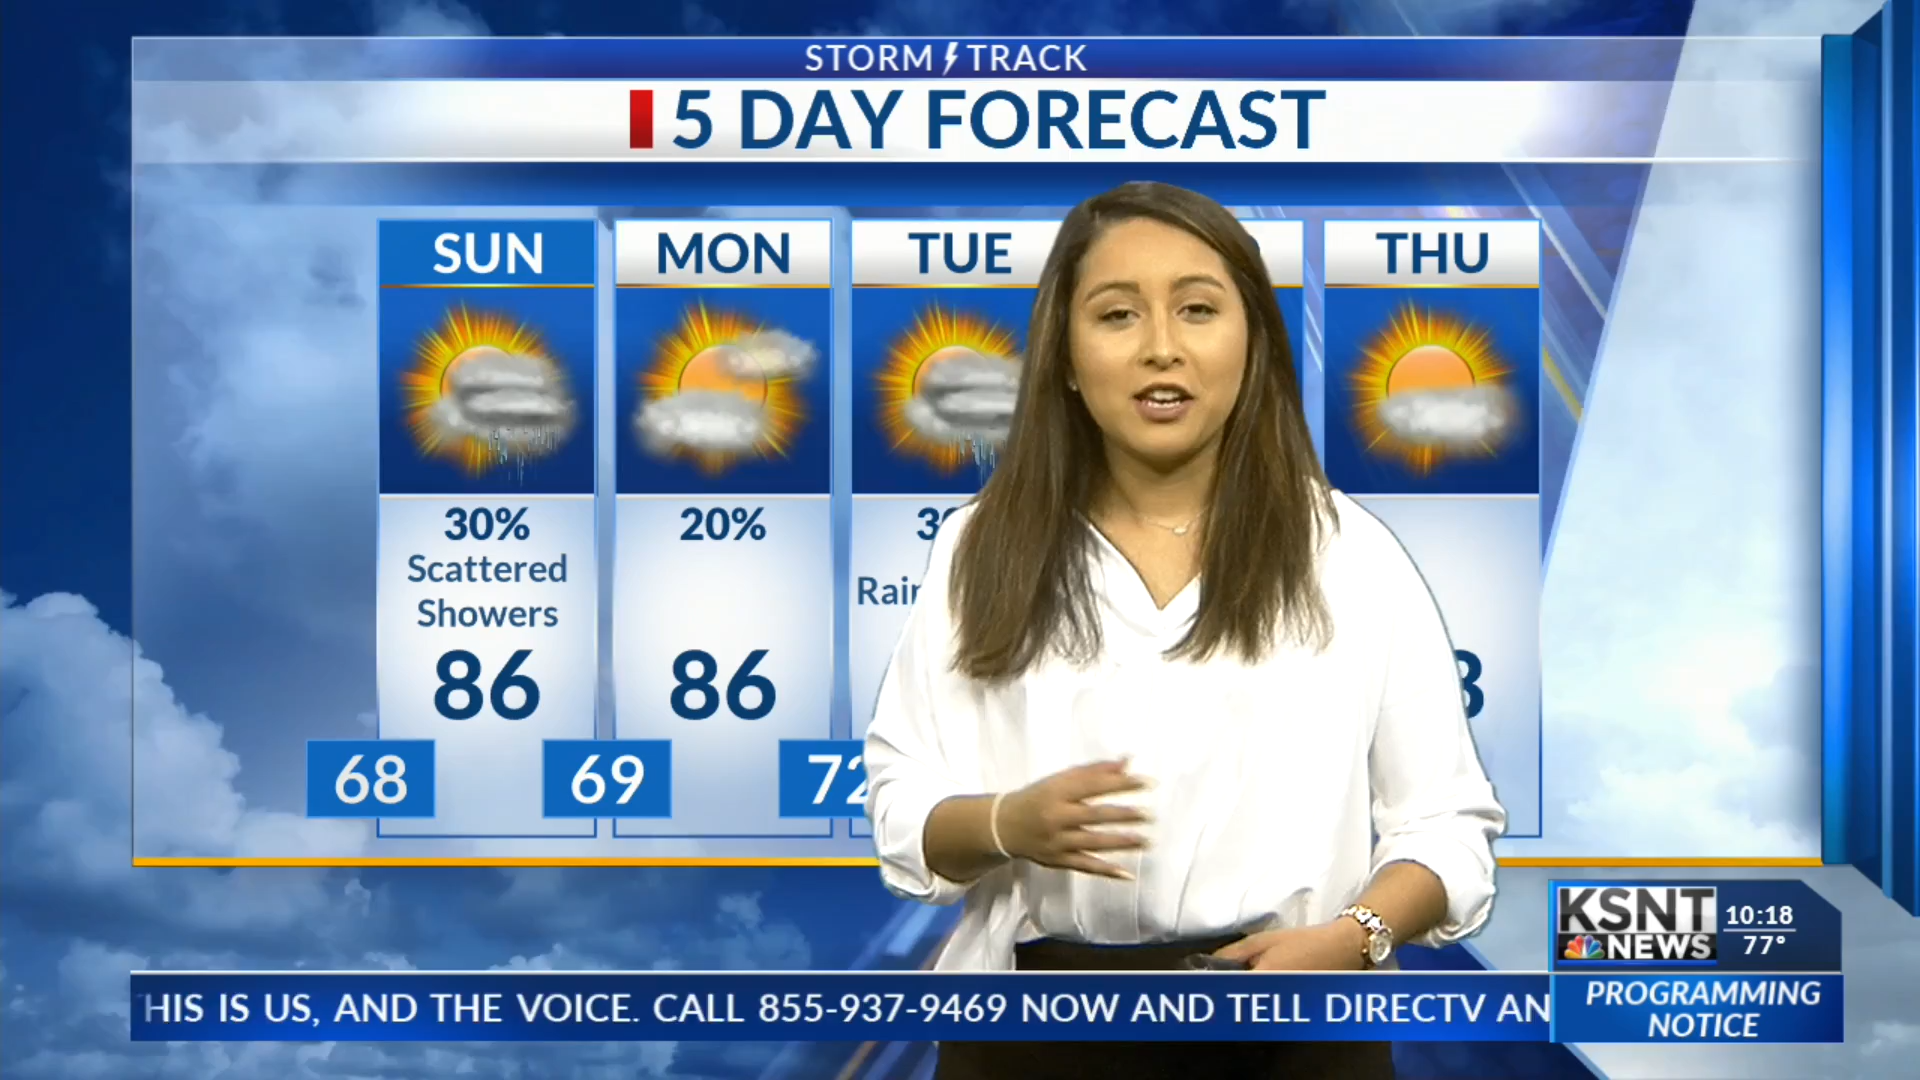 STORM TRACK
5 DAY FORECAST
SUN
MON
TUE
THU
30%
20%
Scattered
Showers
86
86
68
69
72
HIS IS US, AND THE VOICE. CALL 855-937-9469 NOW AND TELL DIRECTV AN
KSNT
NEWS
10:18
77°
PROGRAMMING
NOTICE